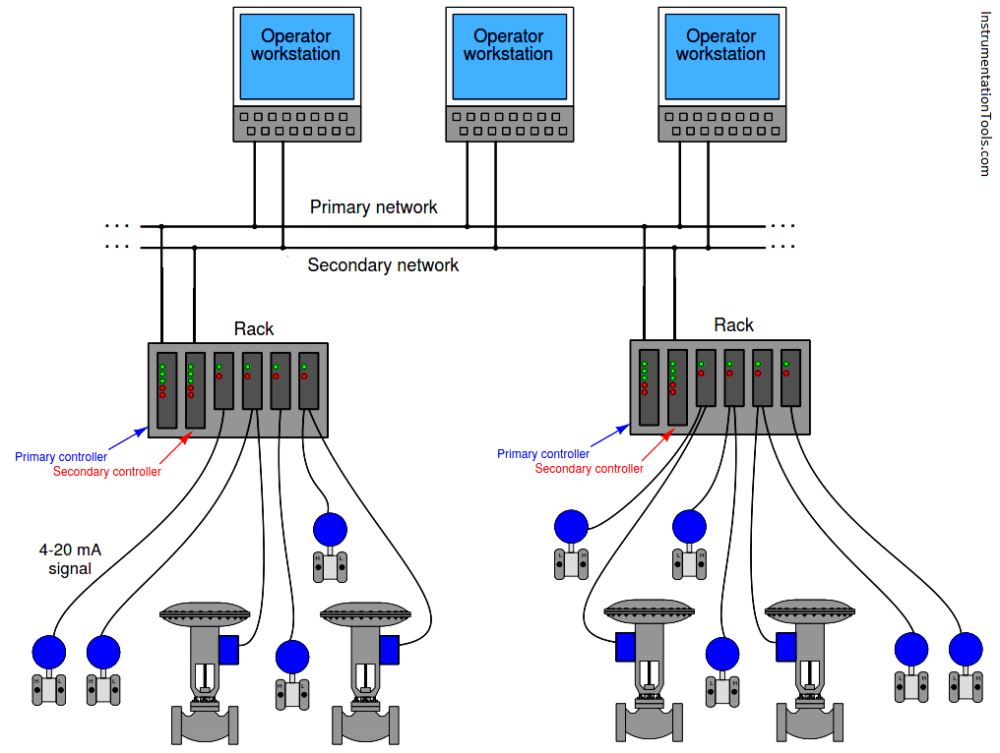 Operator
workstation
Operator
workstation
Operator
workstation
InstrumentationTools.com
Primary network
. . .
. . .
. . .
. . .
Secondary network
Rack
Rack
Primary controller
Secondary controller
Primary controller
Secondary controller
4-20 mA
signal
H L
L H
L H
L H
H L
H L
H L
H L
H L
H L